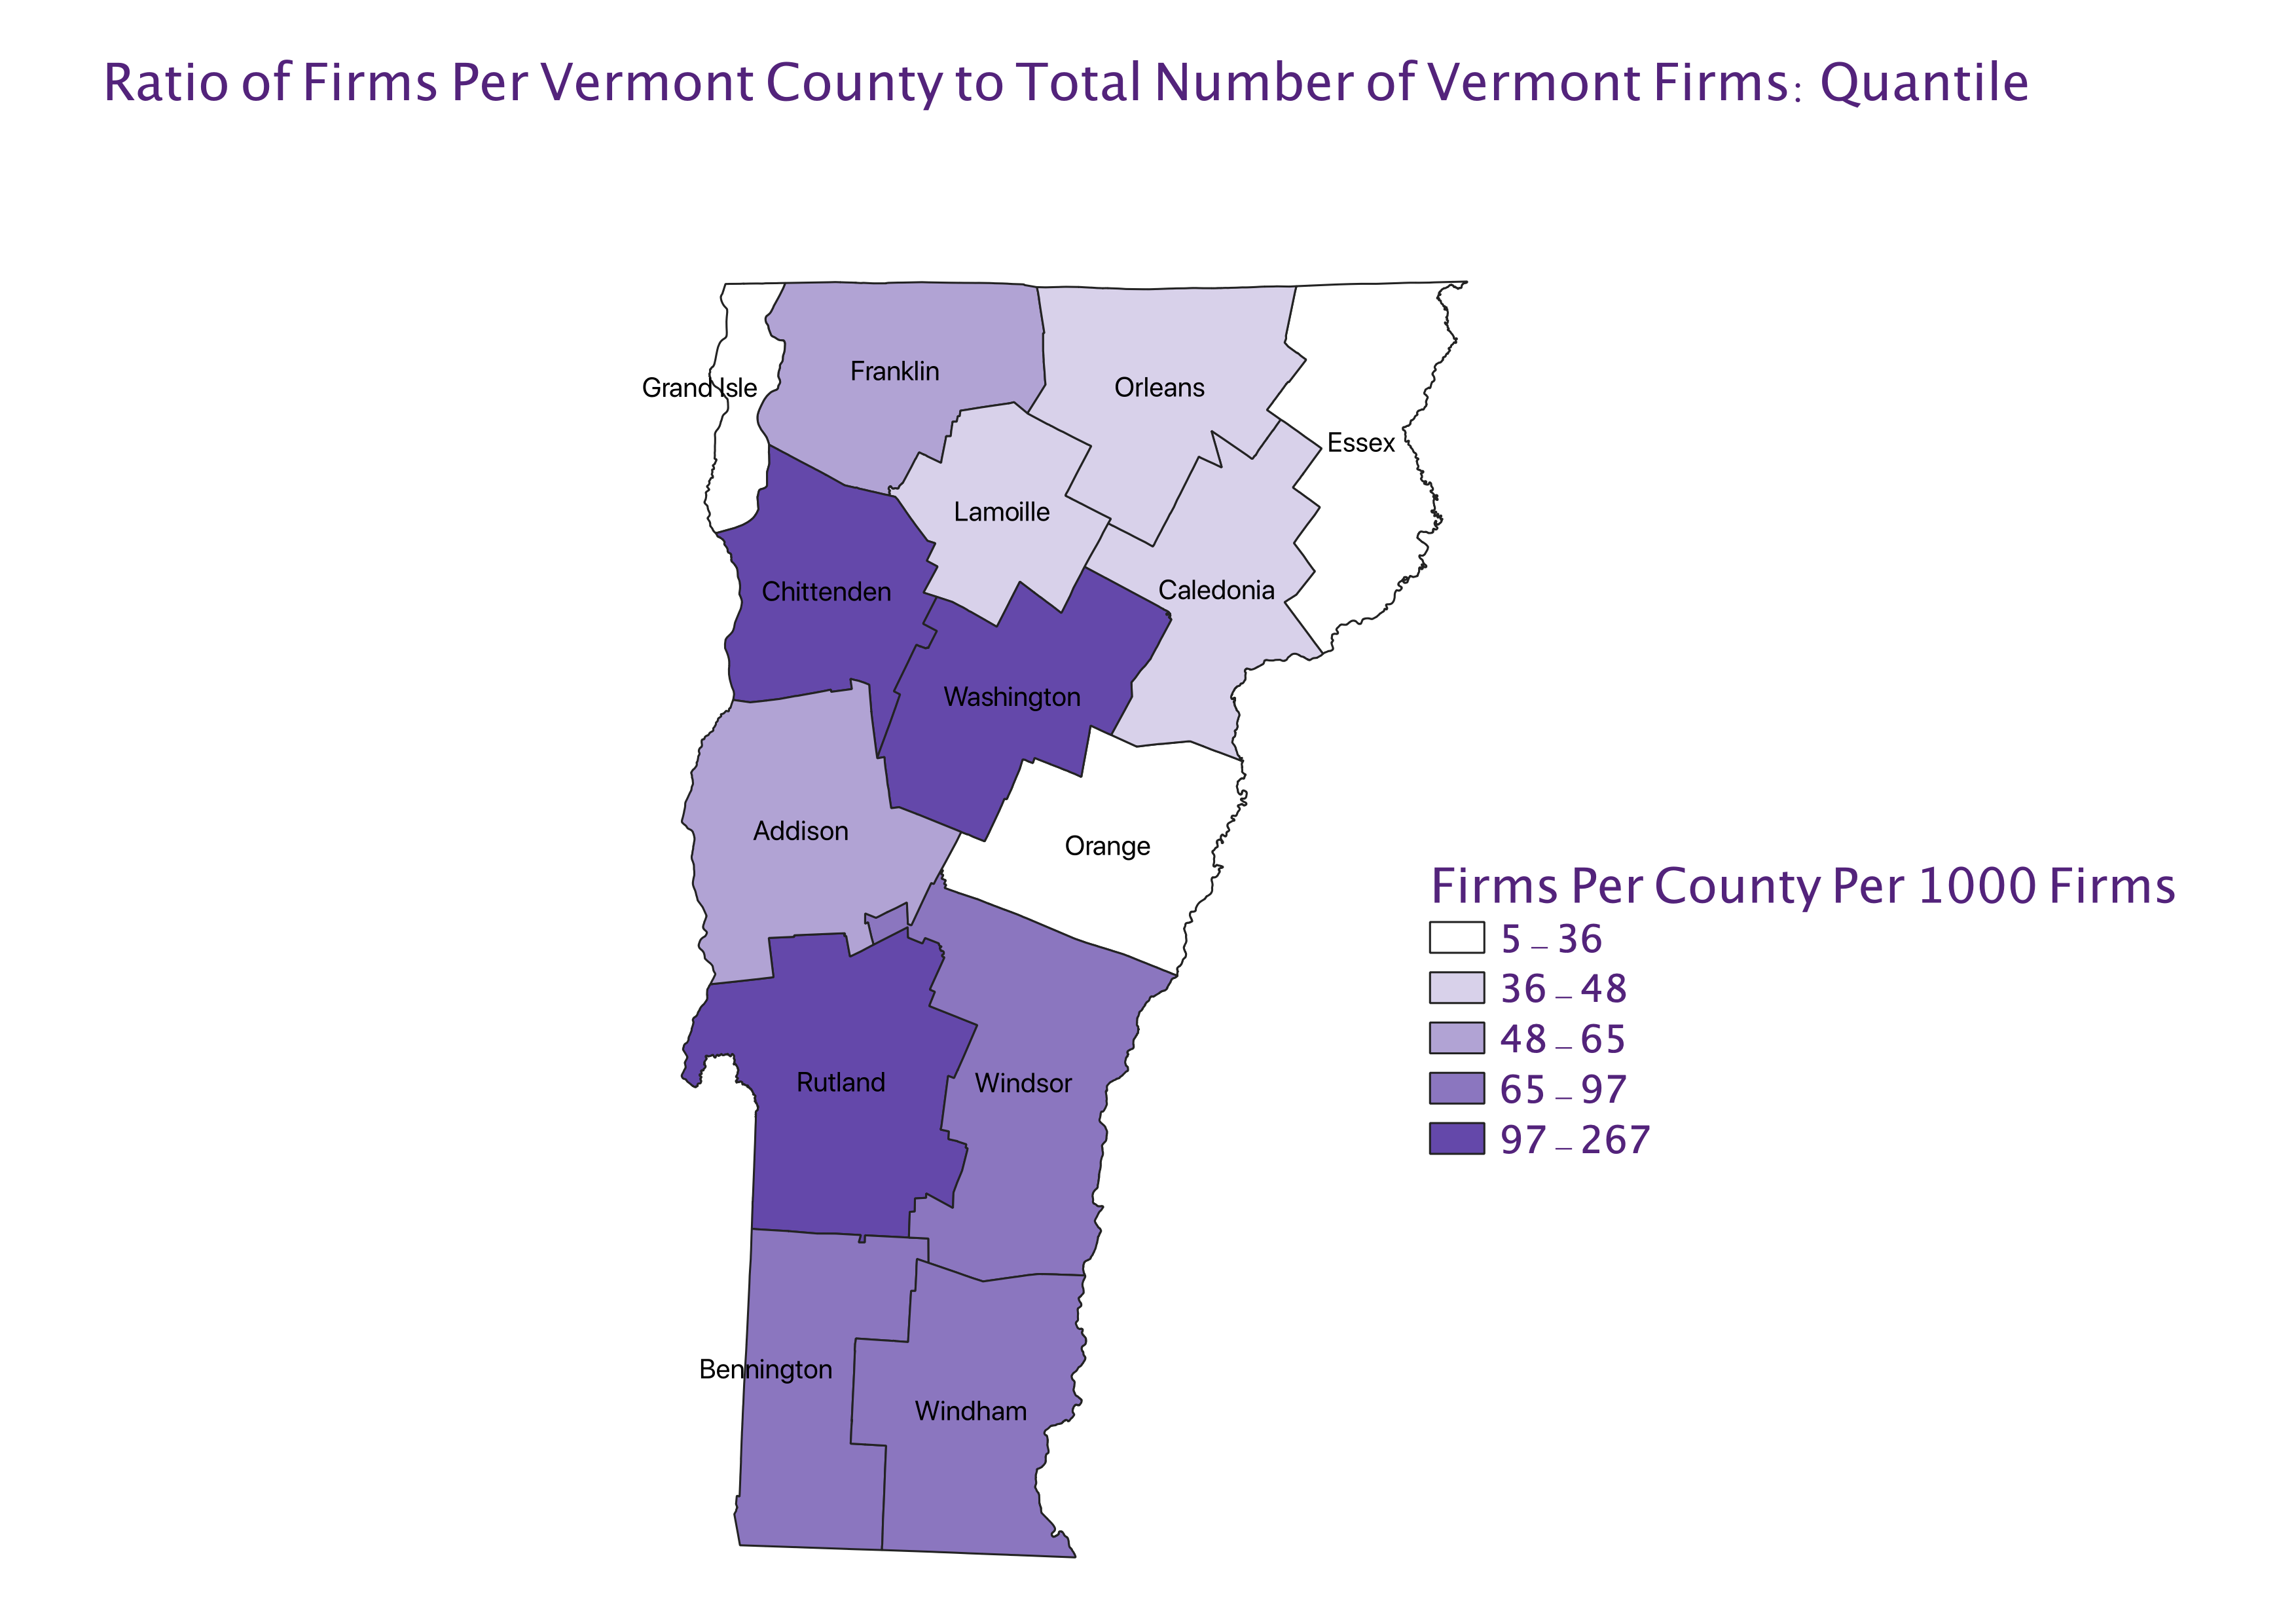 Ratio of Firms Per Vermont County to Total Number of Vermont Firms: Quantile
Franklin
Grand Isle
Orleans
Essex
Lamoille
Chittenden
Caledonia
Washington
Addison
Orange
Firms Per County Per 1000 Firms
5 – 36
36 – 48
48 – 65
65 – 97
97 – 267
Rutland
Windsor
Bennington
Windham